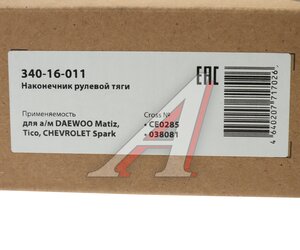 340-16-011
Наконечник рулевой тяги
EAC
Применяемость
для а/м DAEWOO Matiz,
Tico, CHEVROLET Spark
Cross №
• CE0285
• 038081
4 640207 717026